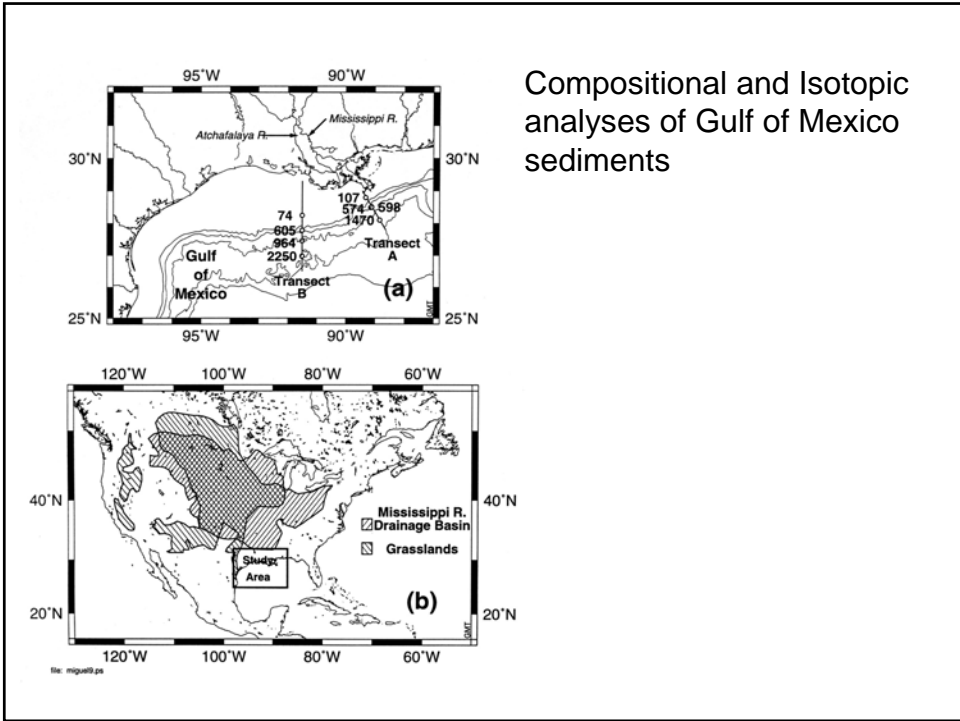 Compositional and Isotopic
analyses of Gulf of Mexico
sediments
95˚W 90˚W
Atchafalaya R.
Mississippi R.
30˚N 30˚N
107
574 598
1470
74
605
964
2250
Transect
A
Gulf
of
Mexico
Transect
B
(a)
GMT
25˚N 25˚N
95˚W 90˚W
120˚W 100˚W 80˚W 60˚W
40˚N 40˚N
Mississippi R.
Drainage Basin
Grasslands
Study
Area
(b)
20˚N 20˚N
GMT
120˚W 100˚W 80˚W 60˚W
file: miguel9.ps